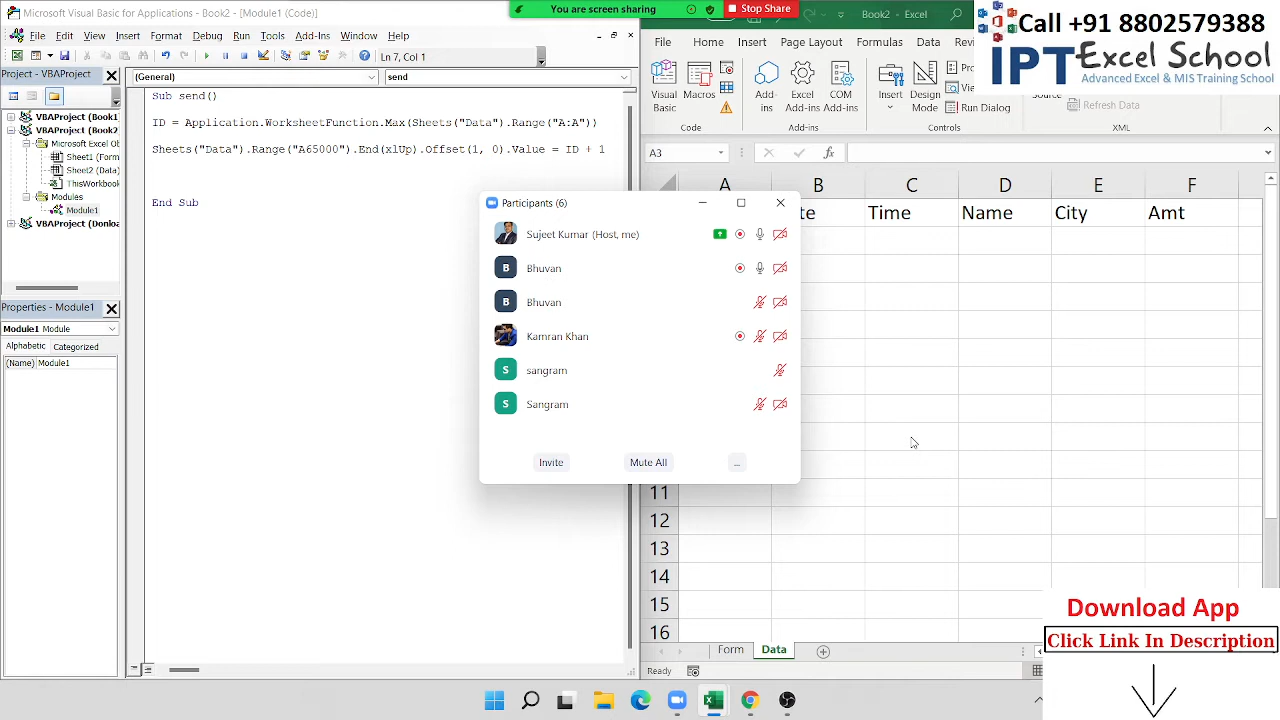 Microsoft Visual Basic for Applications - Book2 - [Module1 (Code)]
You are screen sharing
Stop Share
Book2 - Excel
Call +91 8802579388
IPT Excel School
Advanced Excel & MIS Training School
File Edit View Insert Format Debug Run Tools Add-Ins Window Help
Ln 7, Col 1
File Home Insert Page Layout Formulas Data
Visual Basic
Macros
Add-ins
Excel Add-ins
COM Add-ins
Insert
Design Mode
Run Dialog
Source
Refresh Data
Code
Add-ins
Controls
XML
Project - VBAProject
(General)
send
VBAProject (Book1
VBAProject (Book2
Microsoft Excel Ob
Sheet1 (Form
Sheet2 (Data)
ThisWorkbook
Modules
Module1
VBAProject (Donloa
Sub send()
ID = Application.WorksheetFunction.Max(Sheets("Data").Range("A:A"))
Sheets("Data").Range("A65000").End(xlUp).Offset(1, 0).Value = ID + 1
End Sub
Properties - Module1
Module1 Module
Alphabetic Categorized
(Name) Module1
A3
fx
A B C D E F
Time Name City Amt
Participants (6)
Sujeet Kumar (Host, me)
B Bhuvan
B Bhuvan
Kamran Khan
S sangram
S Sangram
Invite Mute All ...
11
12
13
14
15
16
Form Data
Ready
Download App
Click Link In Description